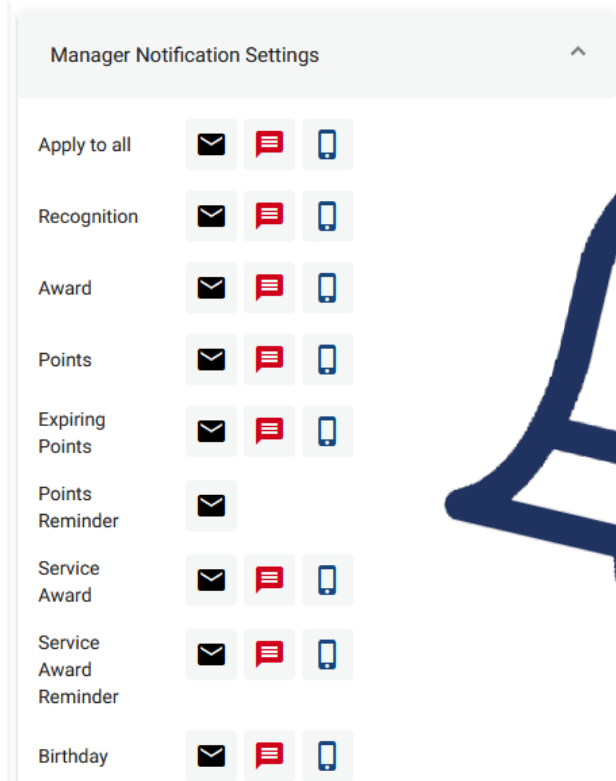 Manager Notification Settings
Apply to all
Recognition
Award
Points
Expiring
Points
Points
Reminder
Service
Award
Service
Award
Reminder
Birthday